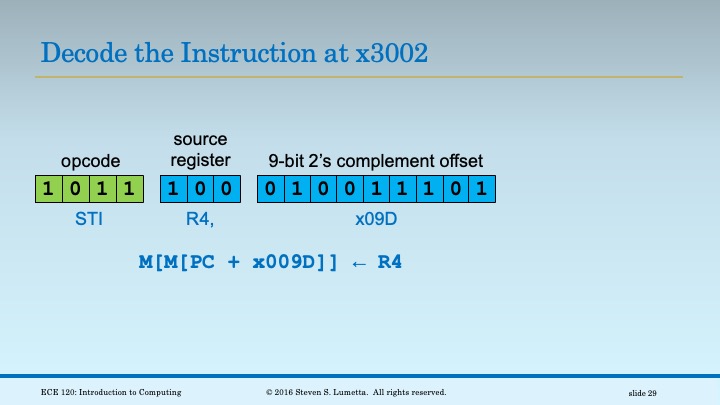 Decode the Instruction at x3002
source
opcode register 9-bit 2's complement offset
1 0 1 1 1 0 0 0 1 0 0 1 1 1 0 1
STI R4, x09D
M[M[PC + x009D]] ← R4
ECE 120: Introduction to Computing © 2016 Steven S. Lumetta. All rights reserved. slide 29